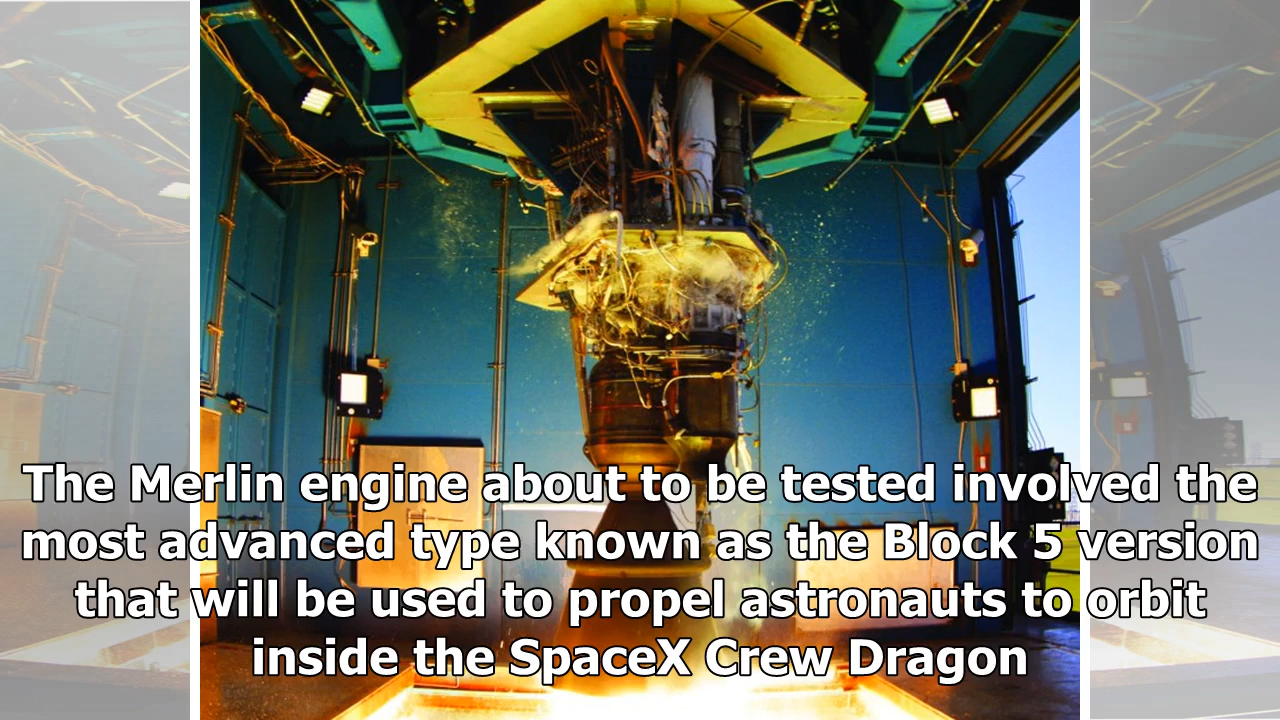 The Merlin engine about to be tested involved the
most advanced type known as the Block 5 version
that will be used to propel astronauts to orbit
inside the SpaceX Crew Dragon